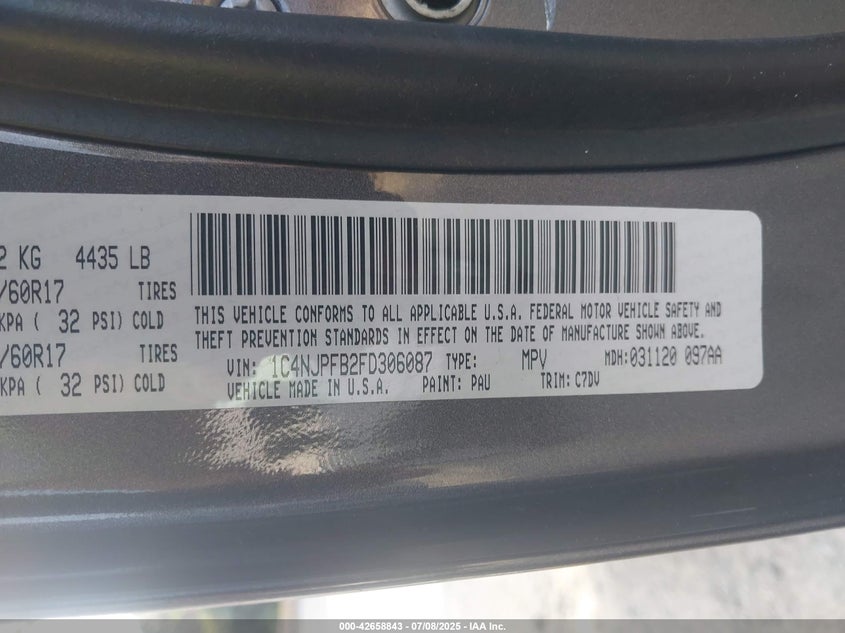 2 KG 4435 LB
/60R17 TIRES
KPA ( 32 PSI) COLD
/60R17 TIRES
KPA ( 32 PSI) COLD
THIS VEHICLE CONFORMS TO ALL APPLICABLE U.S.A. FEDERAL MOTOR VEHICLE SAFETY AND
THEFT PREVENTION STANDARDS IN EFFECT ON THE DATE OF MANUFACTURE SHOWN ABOVE.
VIN: 1C4NJPFB2FD306087 TYPE: MPV MDH:031120 097AA
VEHICLE MADE IN U.S.A. PAINT: PAU TRIM: C7DV
000-42658843 / 07/08/2025 - IAA Inc.